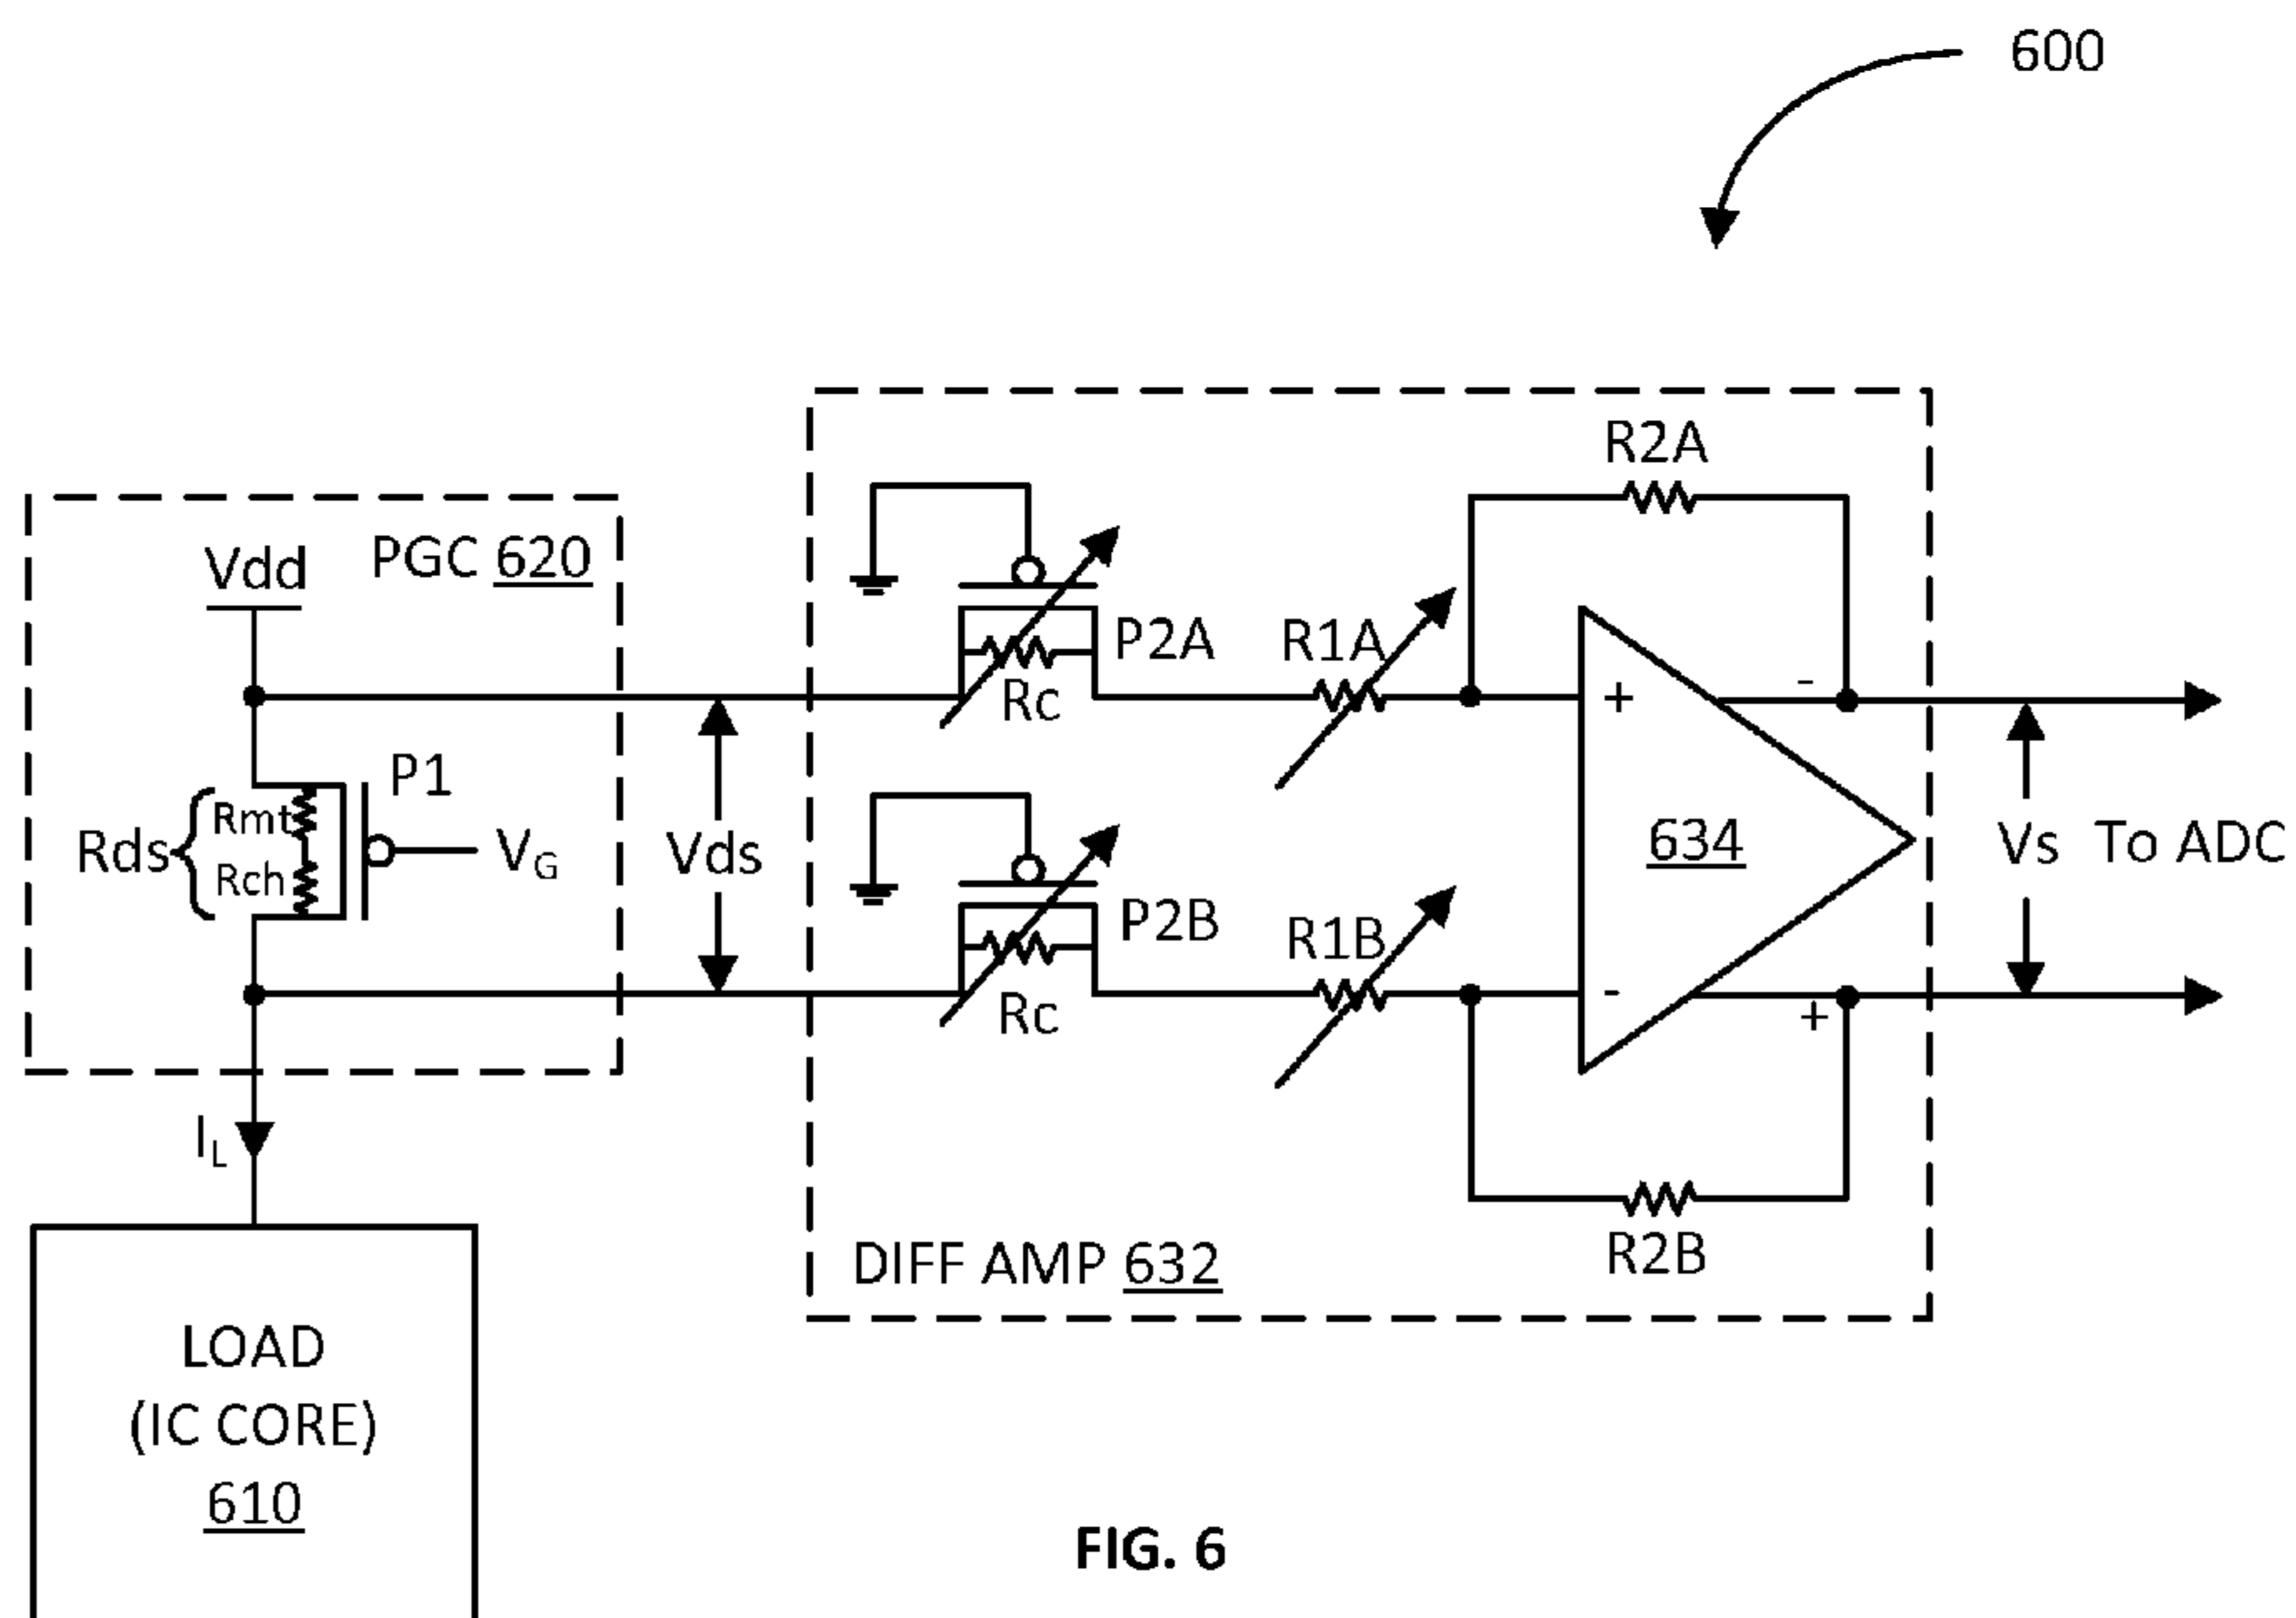 600
R2A
PGC 620
Vdd
P2A
R1A
Rc
+
-
P1
Rmt
Rds
Rch
VG
Vds
634
Vs To ADC
P2B
R1B
Rc
-
+
IL
DIFF AMP 632
R2B
LOAD
(IC CORE)
610
FIG. 6